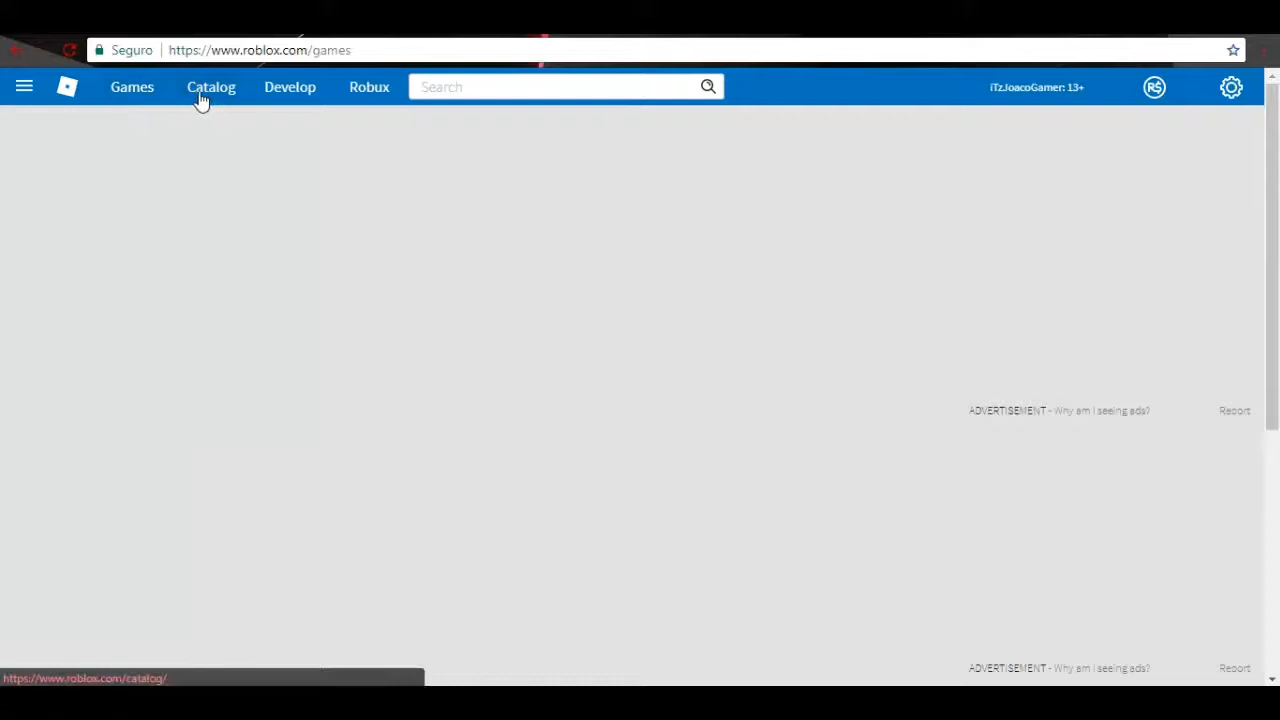 Seguro https://www.roblox.com/games
Games Catalog Develop Robux Search iTzJoacoGamer: 13+ R$
ADVERTISEMENT - Why am I seeing ads? Report
ADVERTISEMENT - Why am I seeing ads? Report
https://www.roblox.com/catalog/